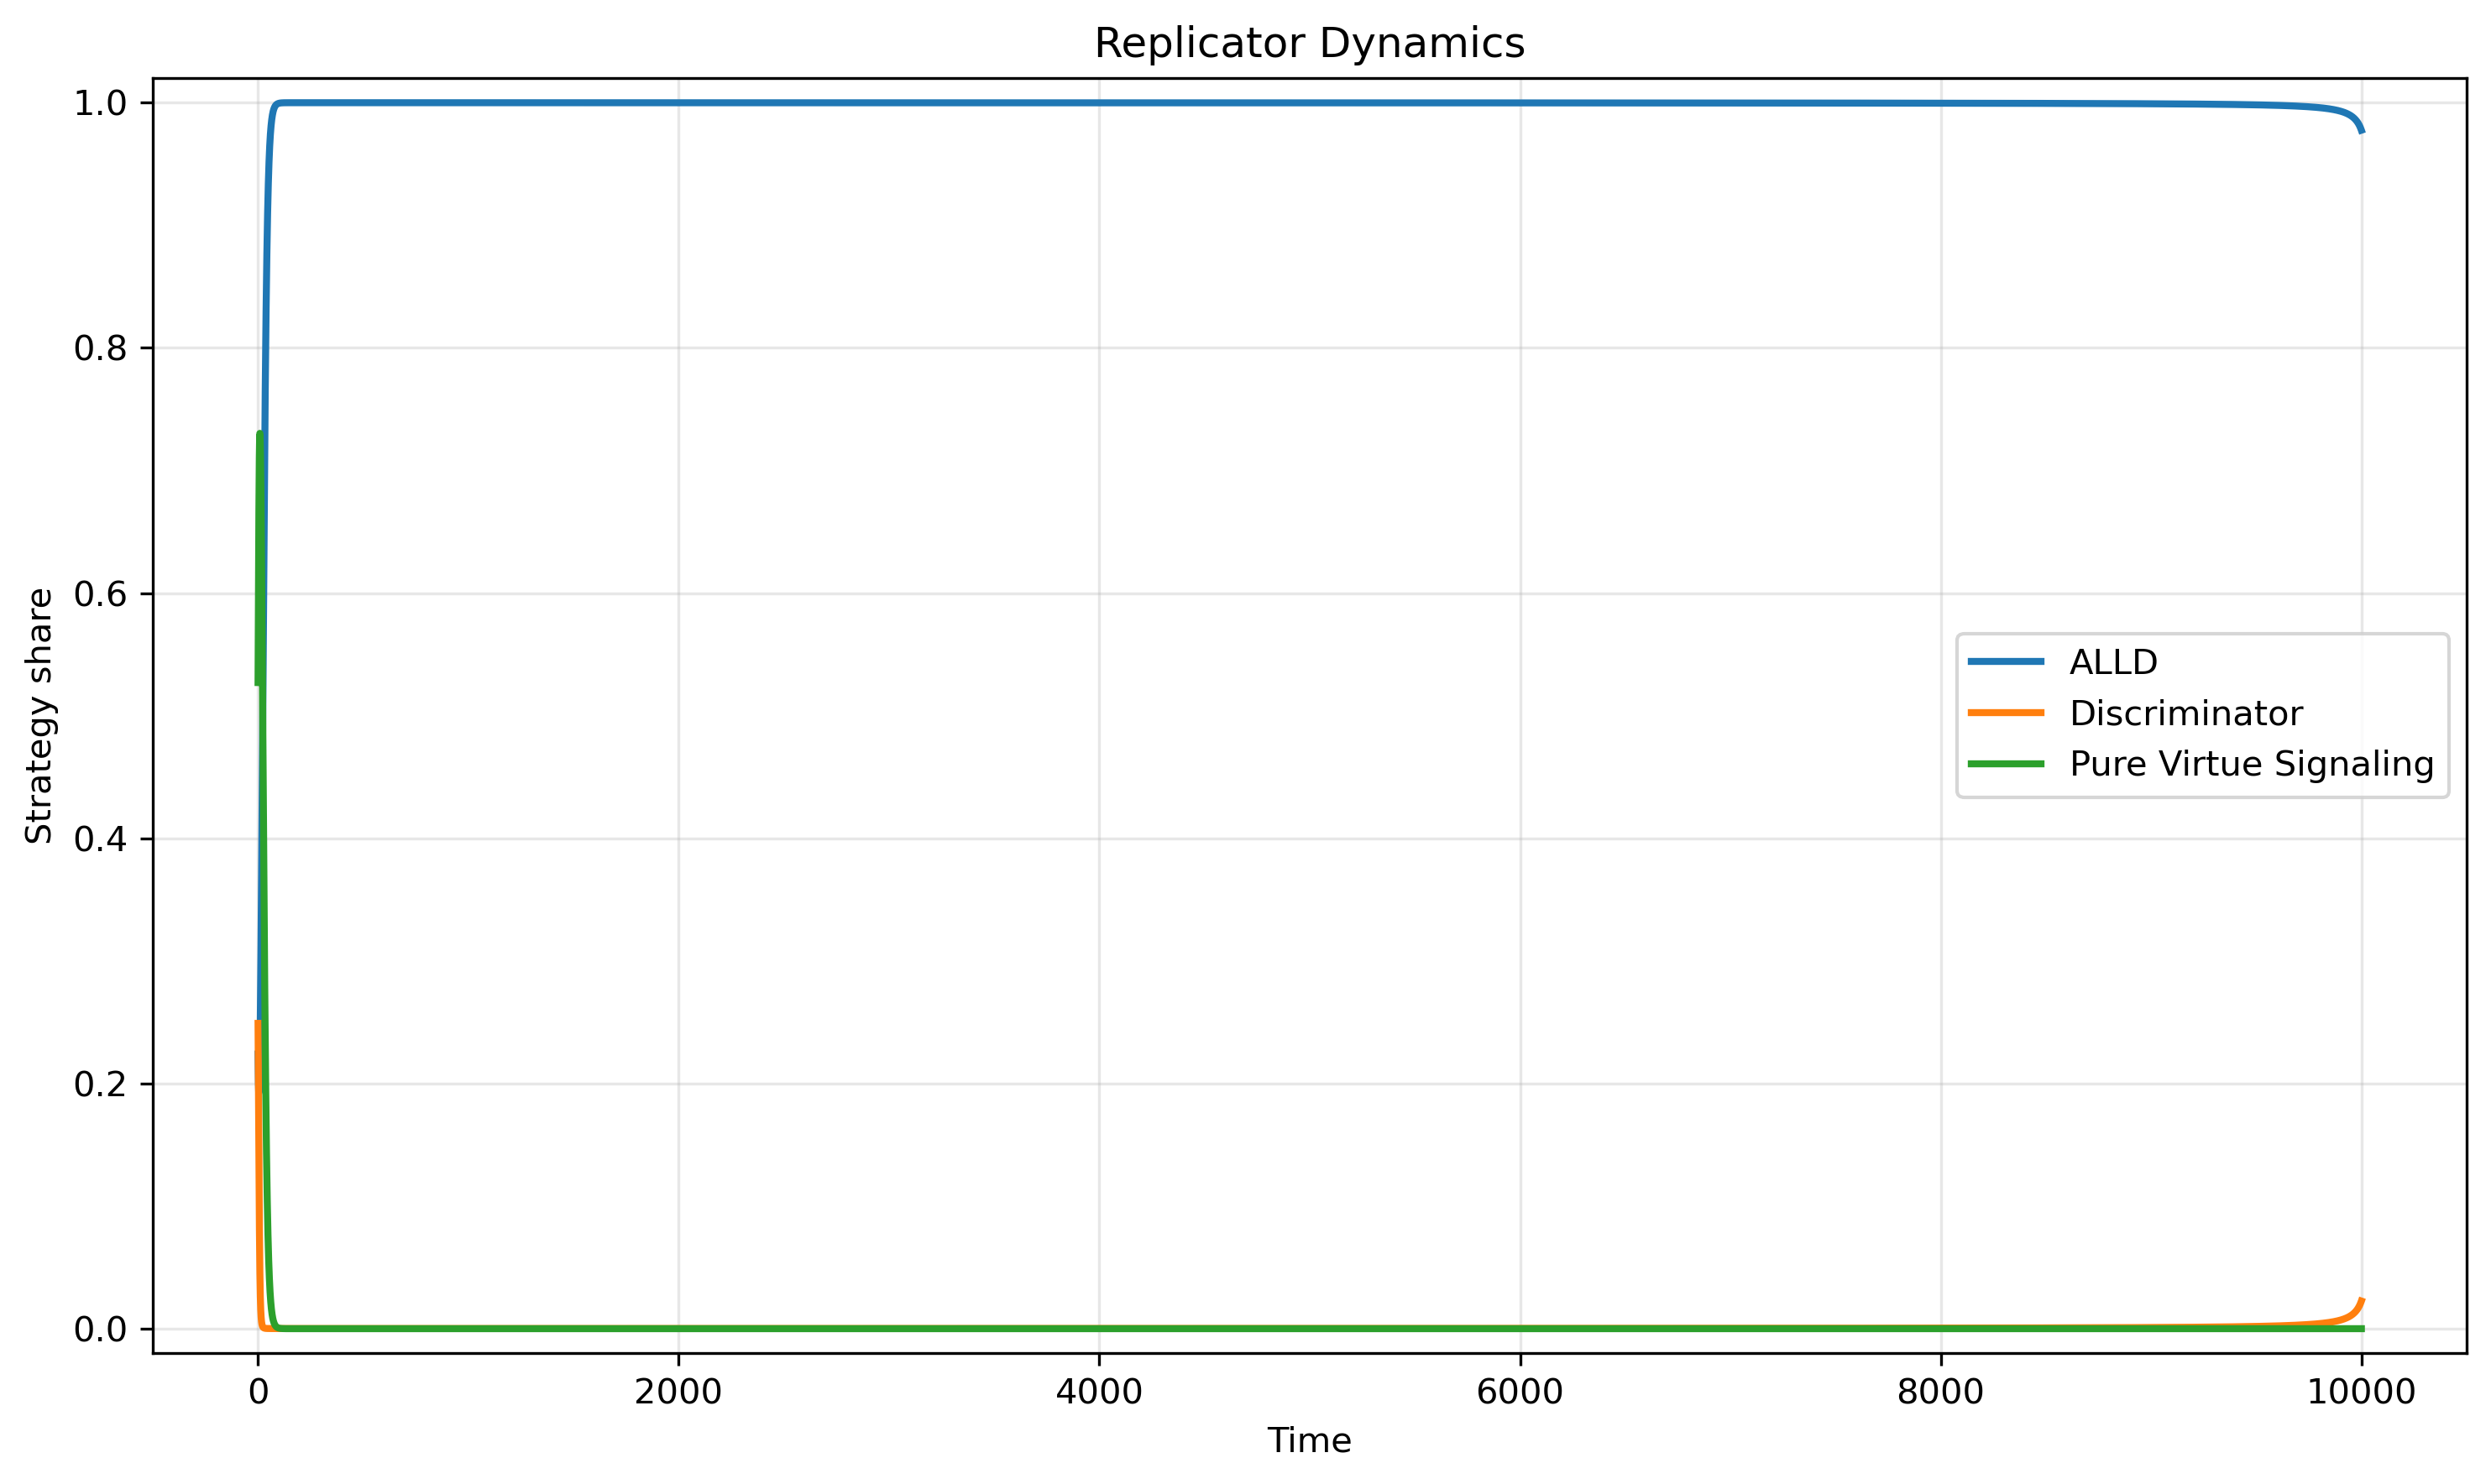 Replicator Dynamics
1.0
0.8
0.6
0.4
0.2
0.0
Strategy share
ALLD
Discriminator
Pure Virtue Signaling
0 2000 4000 6000 8000 10000
Time